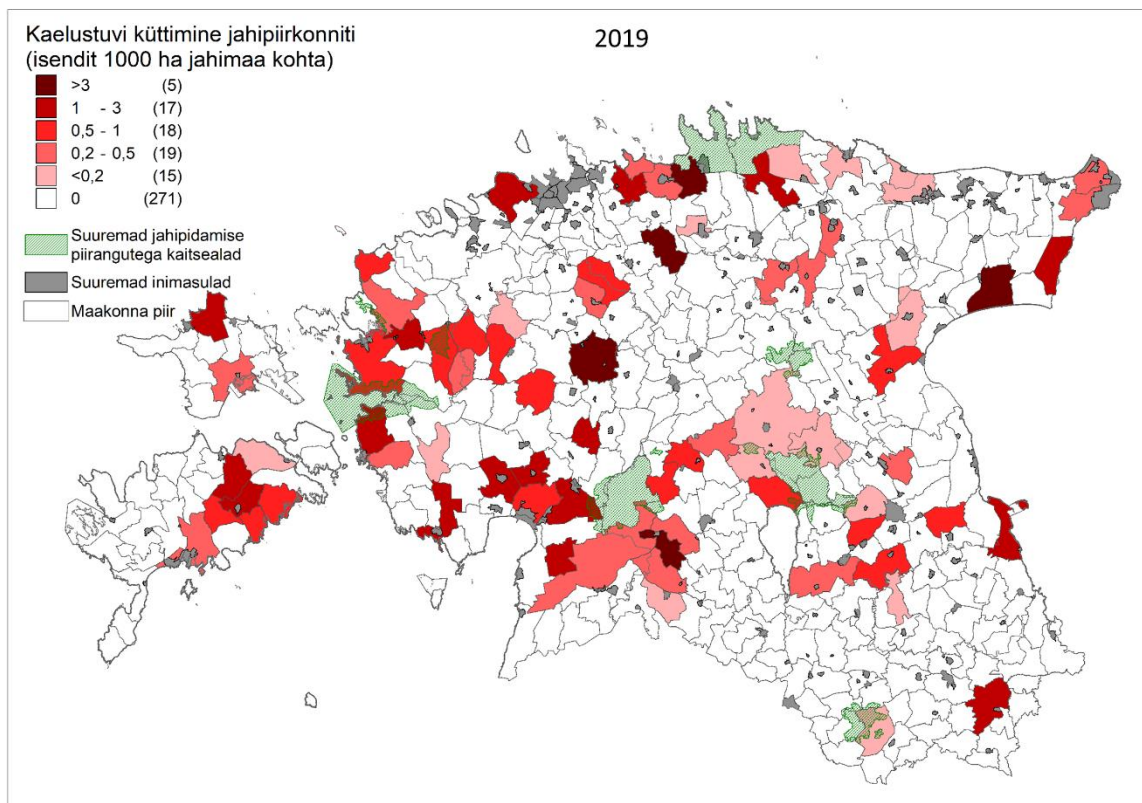 Kaelustuvi küttimine jahipiirkonniti
(isendit 1000 ha jahimaa kohta)
2019
>3 (5)
1 - 3 (17)
0,5 - 1 (18)
0,2 - 0,5 (19)
<0,2 (15)
0 (271)
Suuremad jahipidamise
piirangutega kaitsealad
Suuremad inimasulad
Maakonna piir